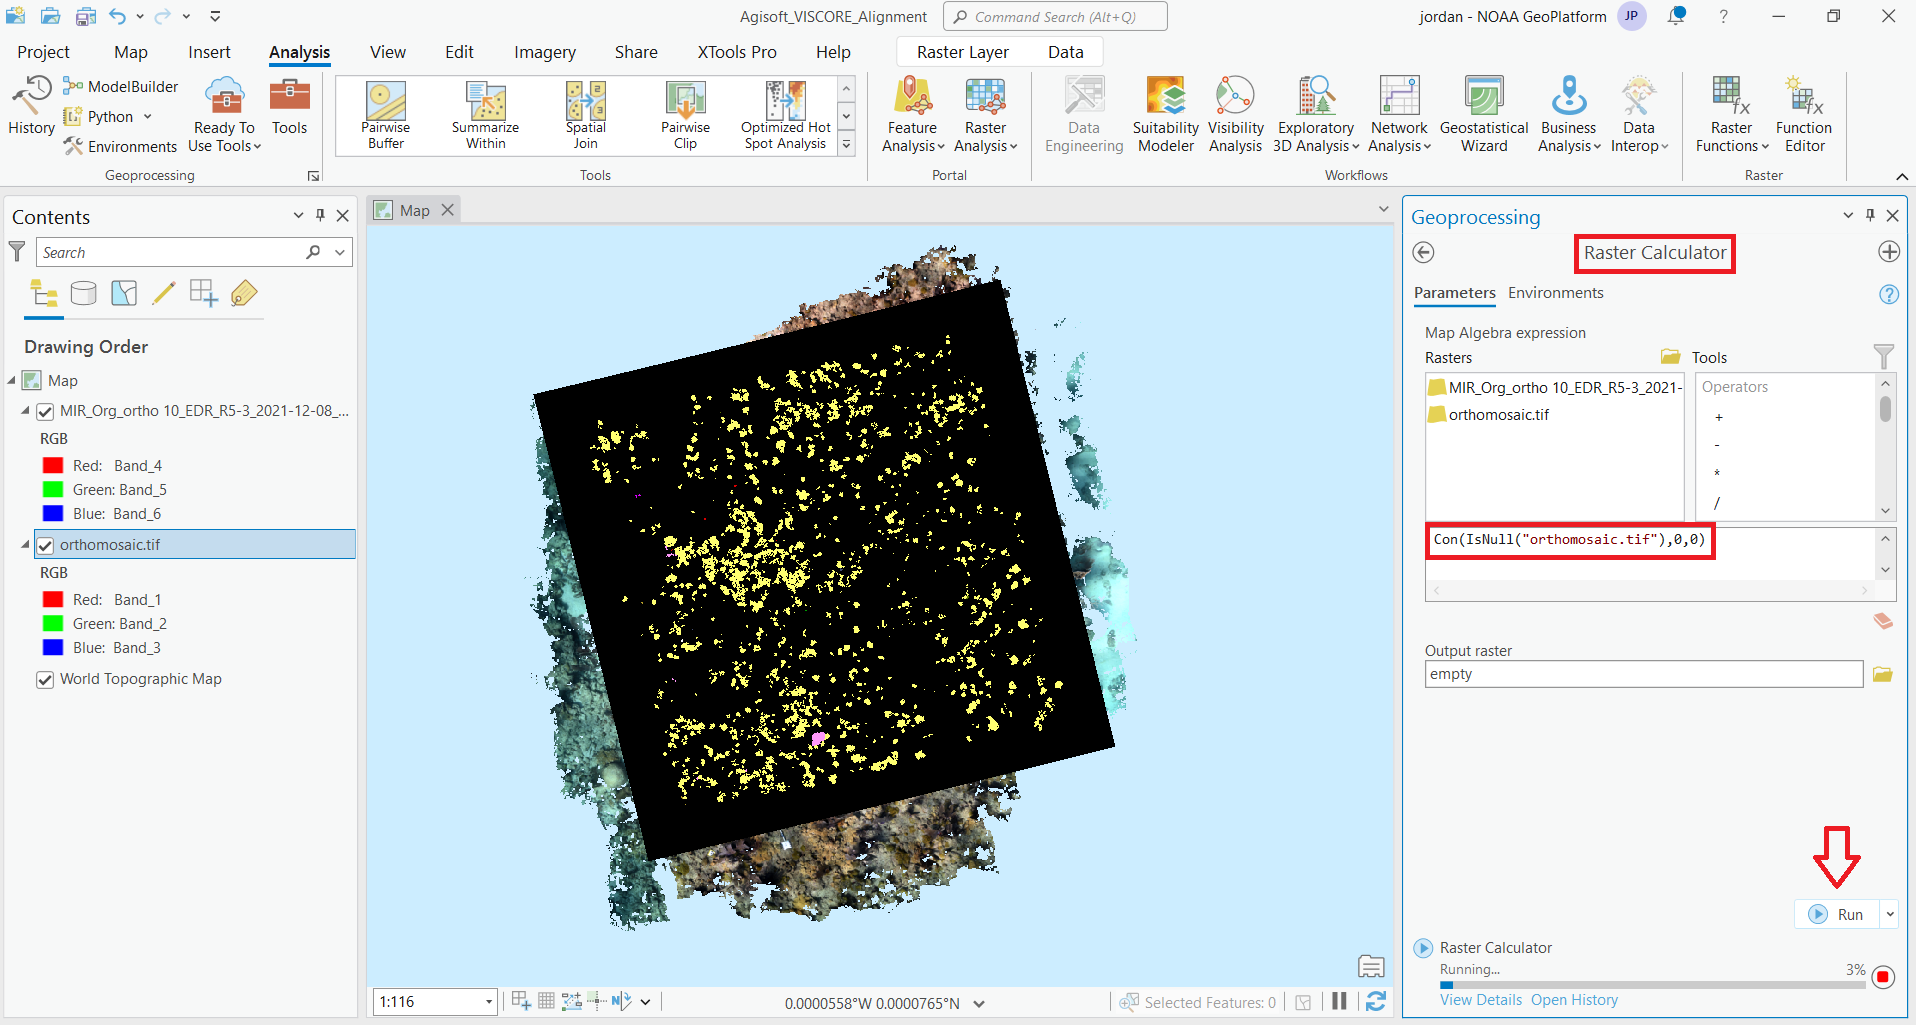 Agisoft_VISCORE_Alignment
Command Search (Alt+Q)
jordan - NOAA GeoPlatform
JP
?
Project
Map
Insert
Analysis
View
Edit
Imagery
Share
XTools Pro
Help
Raster Layer
Data
History
ModelBuilder
Python
Environments
Ready To
Use Tools
Tools
Geoprocessing
Pairwise
Buffer
Summarize
Within
Spatial
Join
Pairwise
Clip
Optimized Hot
Spot Analysis
Tools
Feature
Analysis
Raster
Analysis
Portal
Data
Engineering
Suitability
Modeler
Visibility
Analysis
Exploratory
3D Analysis
Network
Analysis
Geostatistical
Wizard
Business
Analysis
Data
Interop
Workflows
Raster
Functions
Function
Editor
Raster
Contents
Search
Drawing Order
Map
MIR_Org_ortho 10_EDR_R5-3_2021-12-08_...
RGB
Red: Band_4
Green: Band_5
Blue: Band_6
orthomosaic.tif
RGB
Red: Band_1
Green: Band_2
Blue: Band_3
World Topographic Map
Map
1:116
0.0000558°W 0.0000765°N
Selected Features: 0
Geoprocessing
Raster Calculator
Parameters
Environments
?
Map Algebra expression
Rasters
Tools
MIR_Org_ortho 10_EDR_R5-3_2021-
orthomosaic.tif
Operators
+
-
*
/
Con(IsNull("orthomosaic.tif"),0,0)
Output raster
empty
Run
Raster Calculator
Running...
3%
View Details Open History